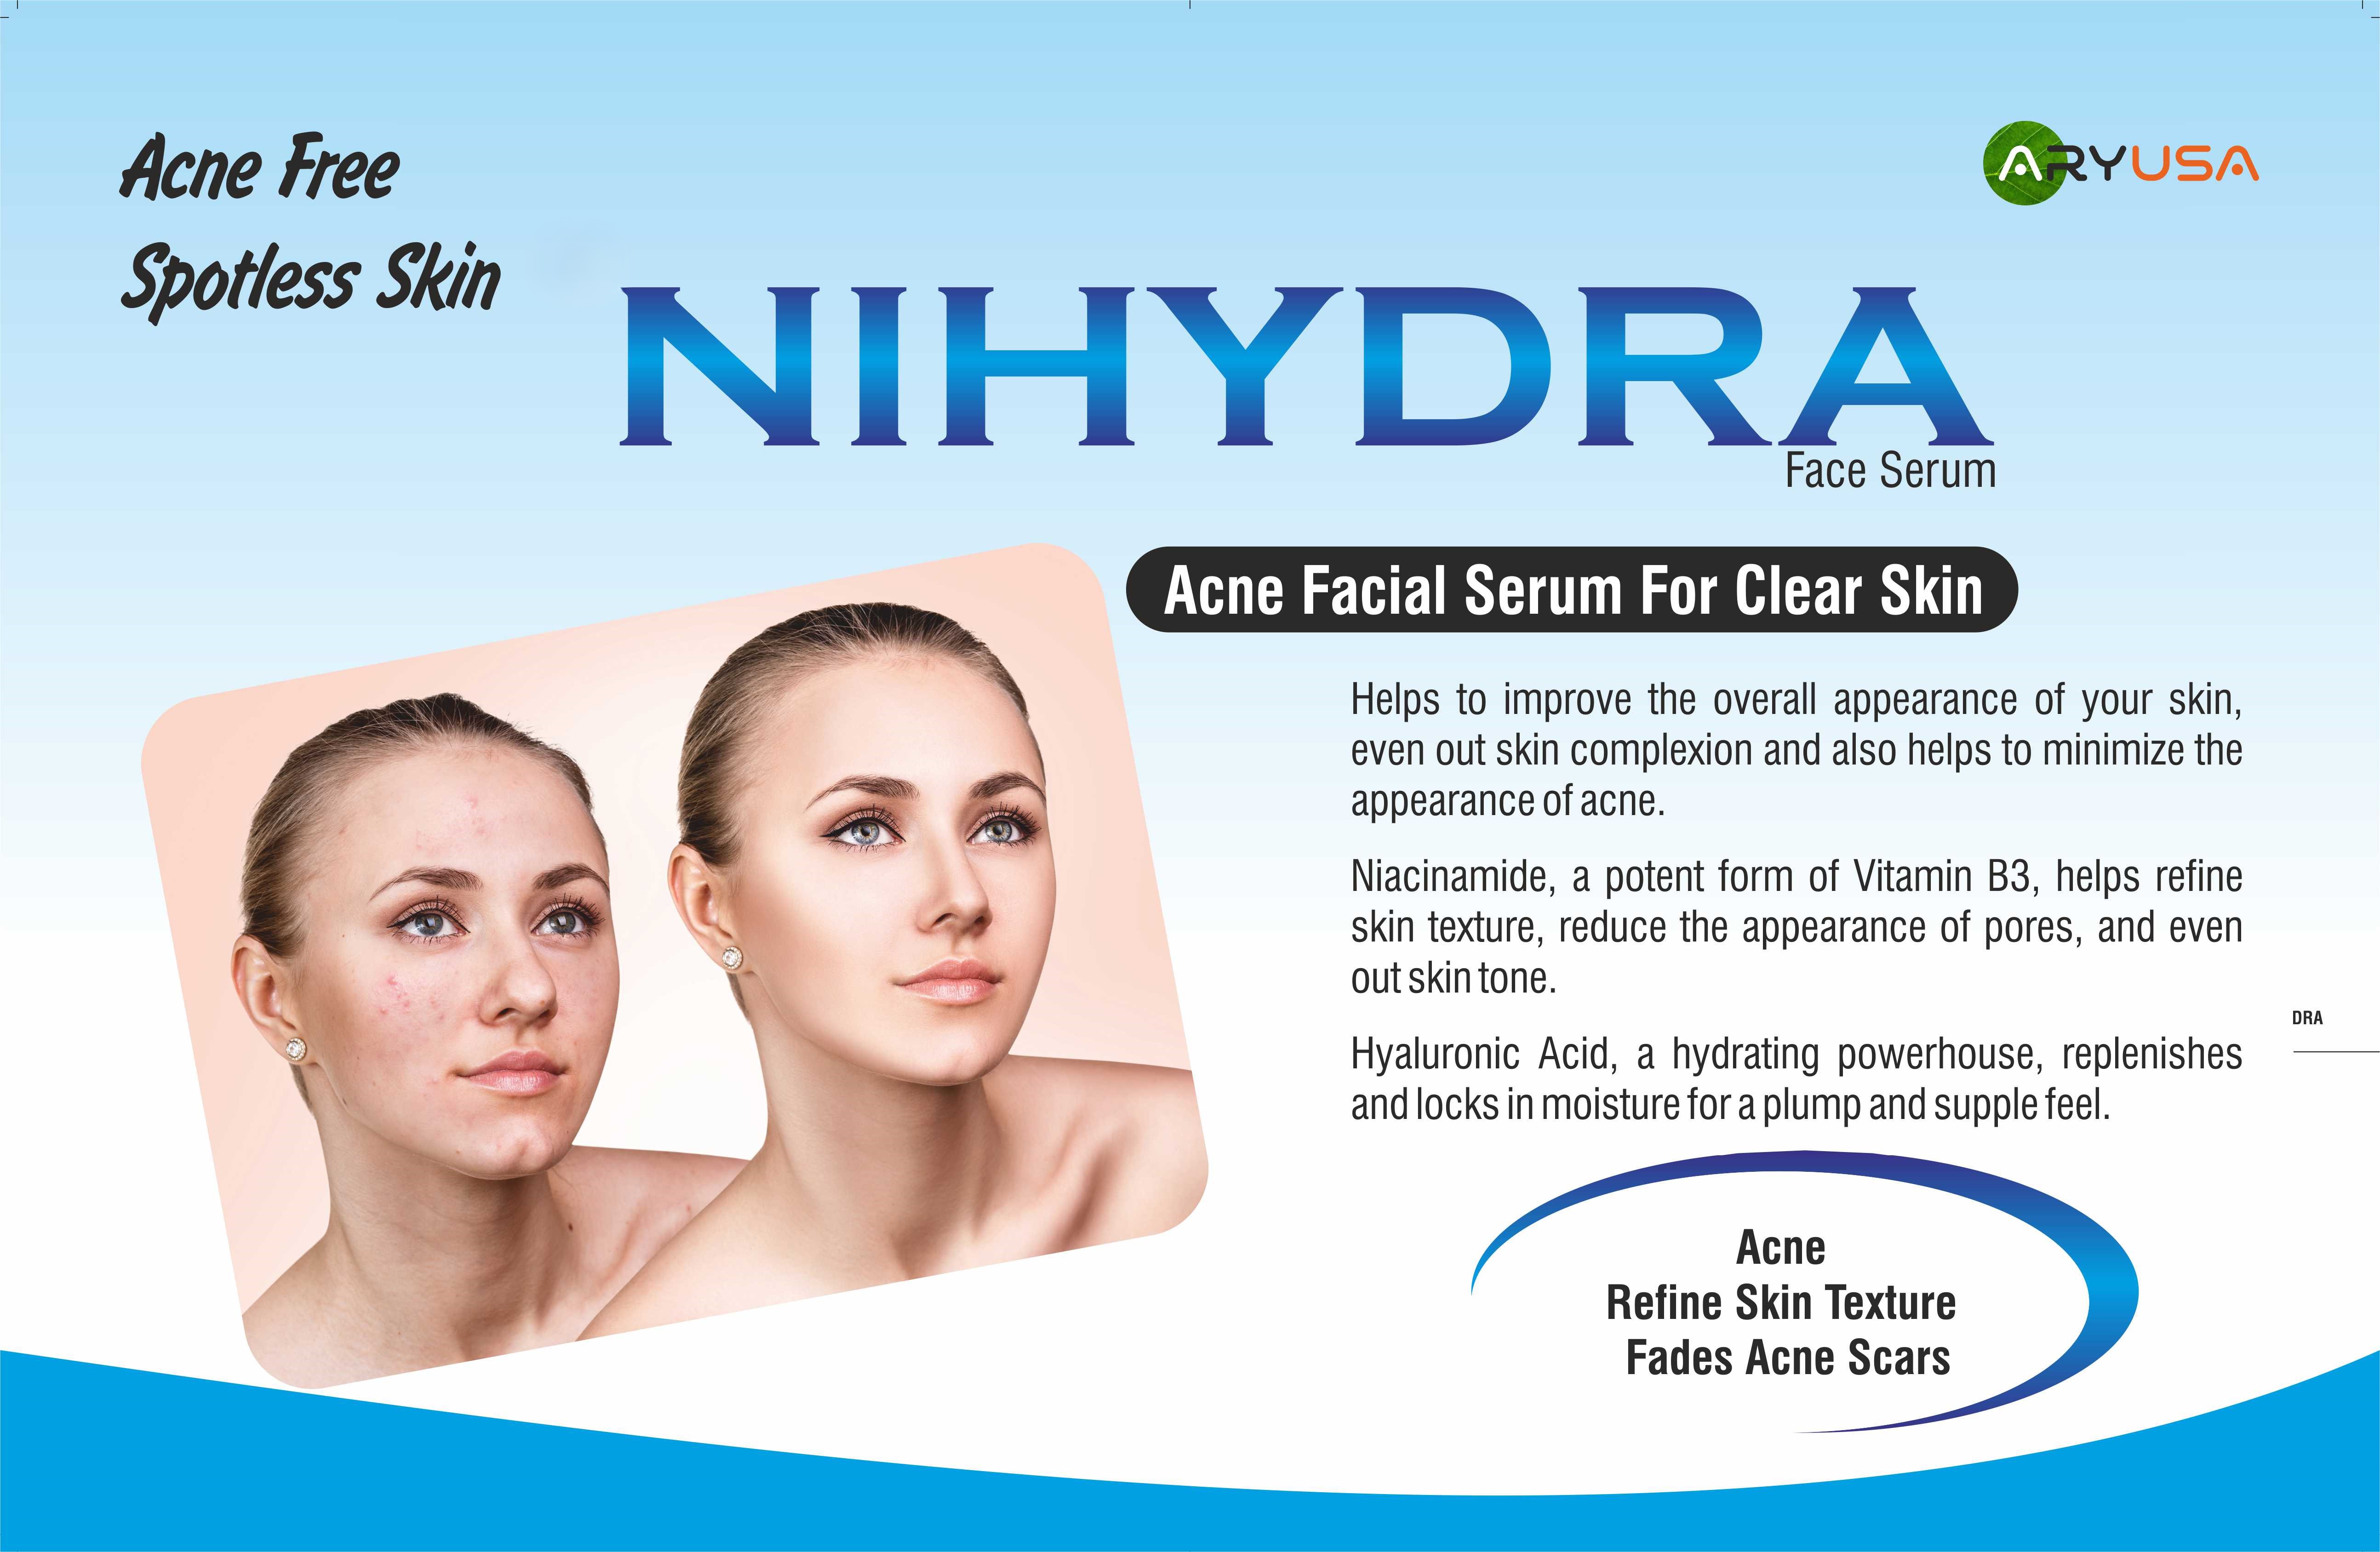 Acne Free
Spotless Skin
ARYUSA
NIHYDRA
Face Serum
Acne Facial Serum For Clear Skin
Helps to improve the overall appearance of your skin,
even out skin complexion and also helps to minimize the
appearance of acne.
Niacinamide, a potent form of Vitamin B3, helps refine
skin texture, reduce the appearance of pores, and even
out skin tone.
Hyaluronic Acid, a hydrating powerhouse, replenishes
and locks in moisture for a plump and supple feel.
DRA
Acne
Refine Skin Texture
Fades Acne Scars